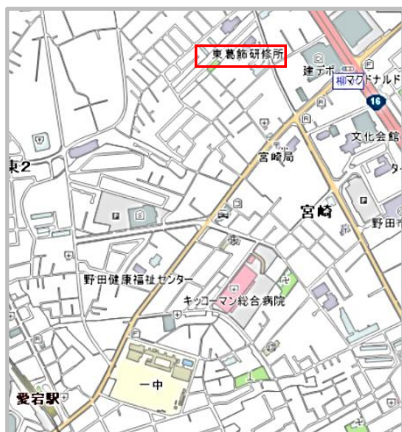 東葛飾研修所
建デポ
マクドナルド
柳
16
文化会館
宮崎局
東2
宮崎
P
P
野田市
野田健康福祉センター
キッコーマン総合病院
一中
愛宕駅